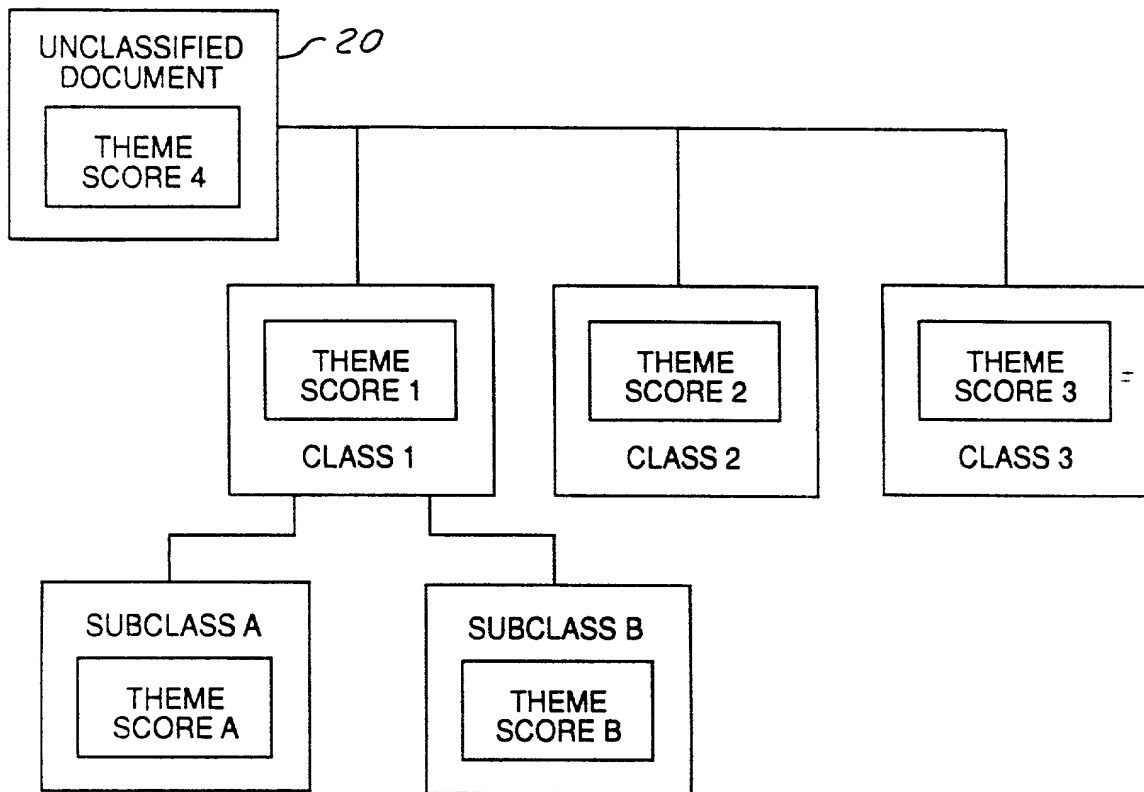 UNCLASSIFIED
DOCUMENT
20
THEME
SCORE 4
THEME
SCORE 1
CLASS 1
THEME
SCORE 2
CLASS 2
THEME
SCORE 3
CLASS 3
SUBCLASS A
THEME
SCORE A
SUBCLASS B
THEME
SCORE B